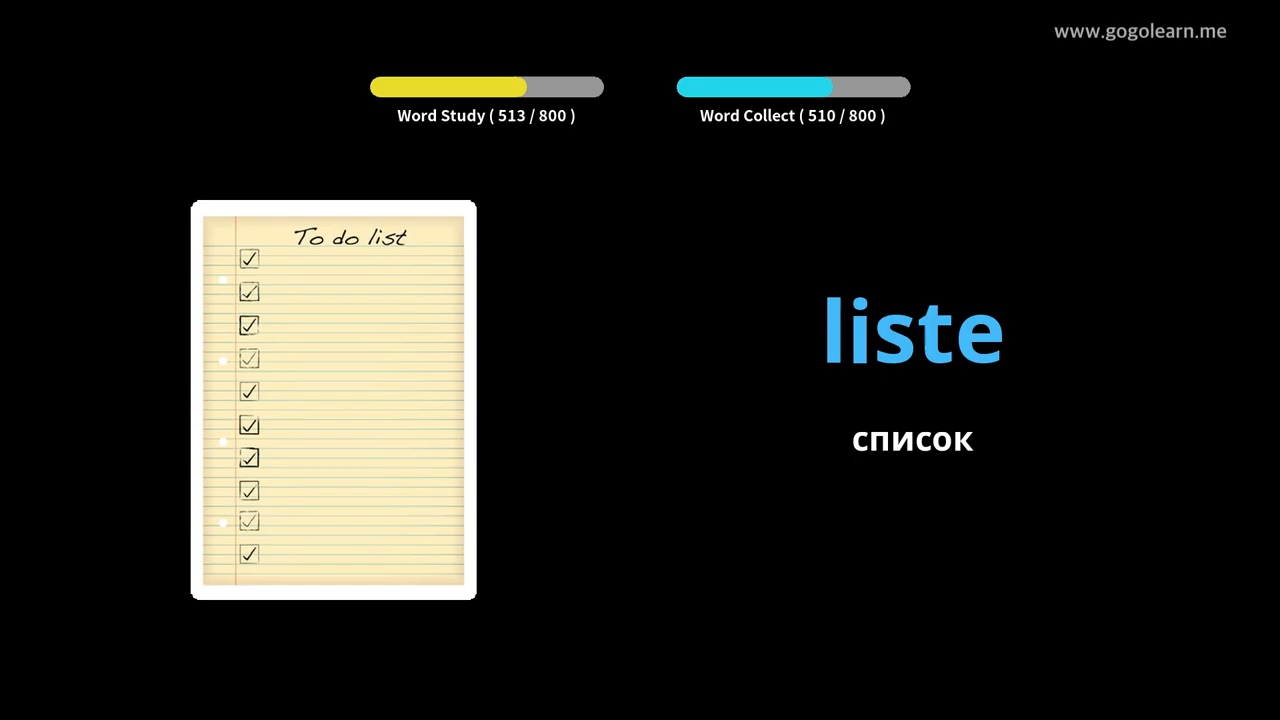 www.gogolearn.me
Word Study ( 513 / 800 )
Word Collect ( 510 / 800 )
To do list
liste
список